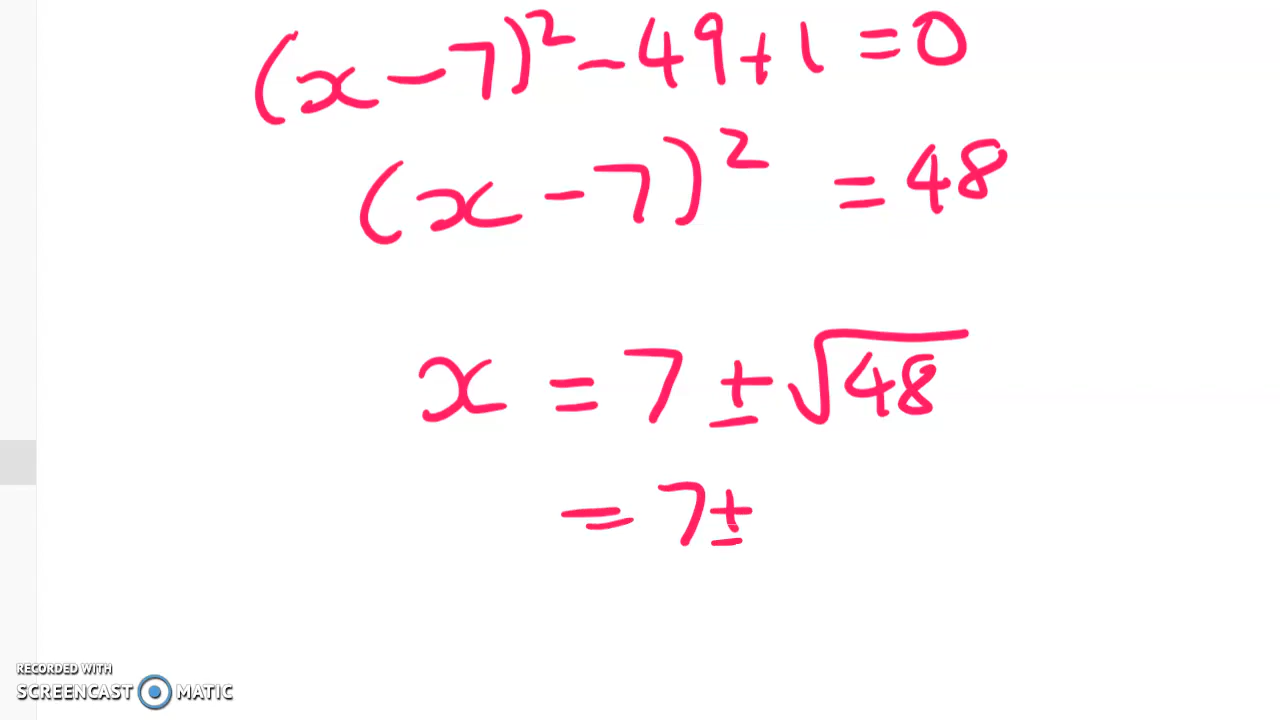 (x - 7)² - 49 + 1 = 0
(x - 7)² = 48
x = 7 ± √48
= 7 ±
RECORDED WITH
SCREENCAST MATIC